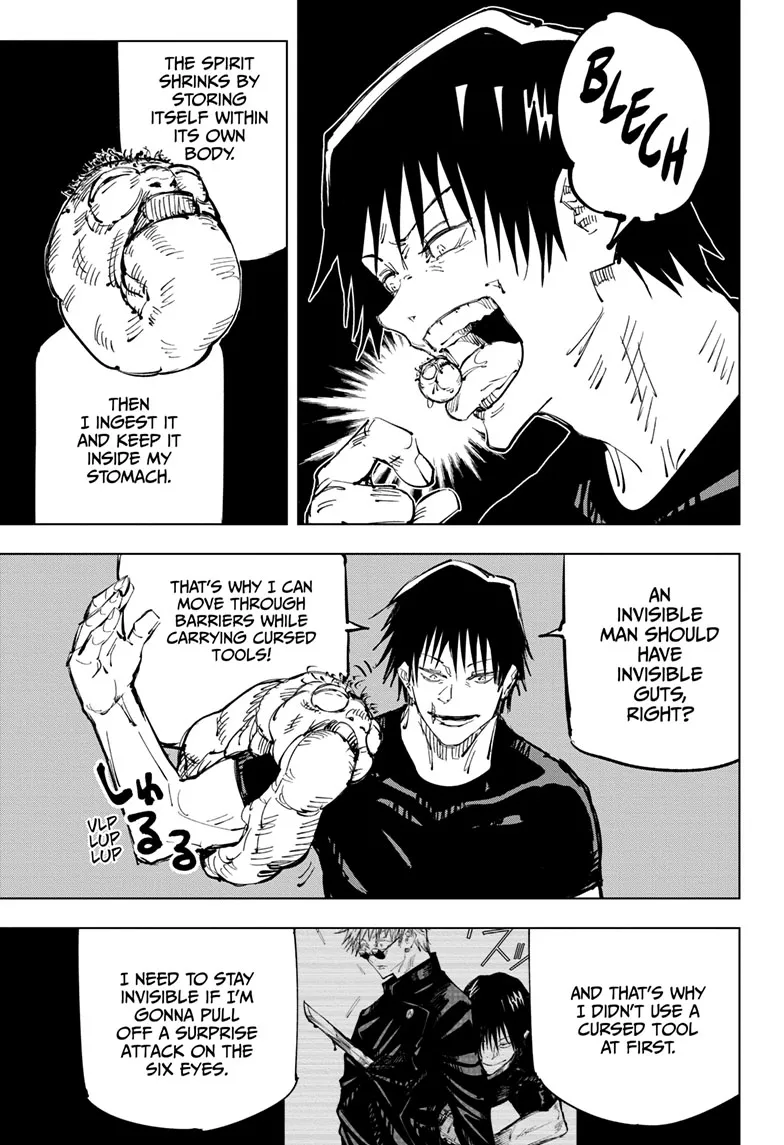 BLECH
THE SPIRIT
SHRINKS BY
STORING
ITSELF WITHIN
ITS OWN
BODY.
THEN
I INGEST IT
AND KEEP IT
INSIDE MY
STOMACH.
AN
INVISIBLE
MAN SHOULD
HAVE
INVISIBLE
GUTS,
RIGHT?
THAT'S WHY I CAN
MOVE THROUGH
BARRIERS WHILE
CARRYING CURSED
TOOLS!
しゅるるる
VLP
LUP
LUP
AND THAT'S WHY
I DIDN'T USE A
CURSED TOOL
AT FIRST.
I NEED TO STAY
INVISIBLE IF I'M
GONNA PULL
OFF A SURPRISE
ATTACK ON THE
SIX EYES.